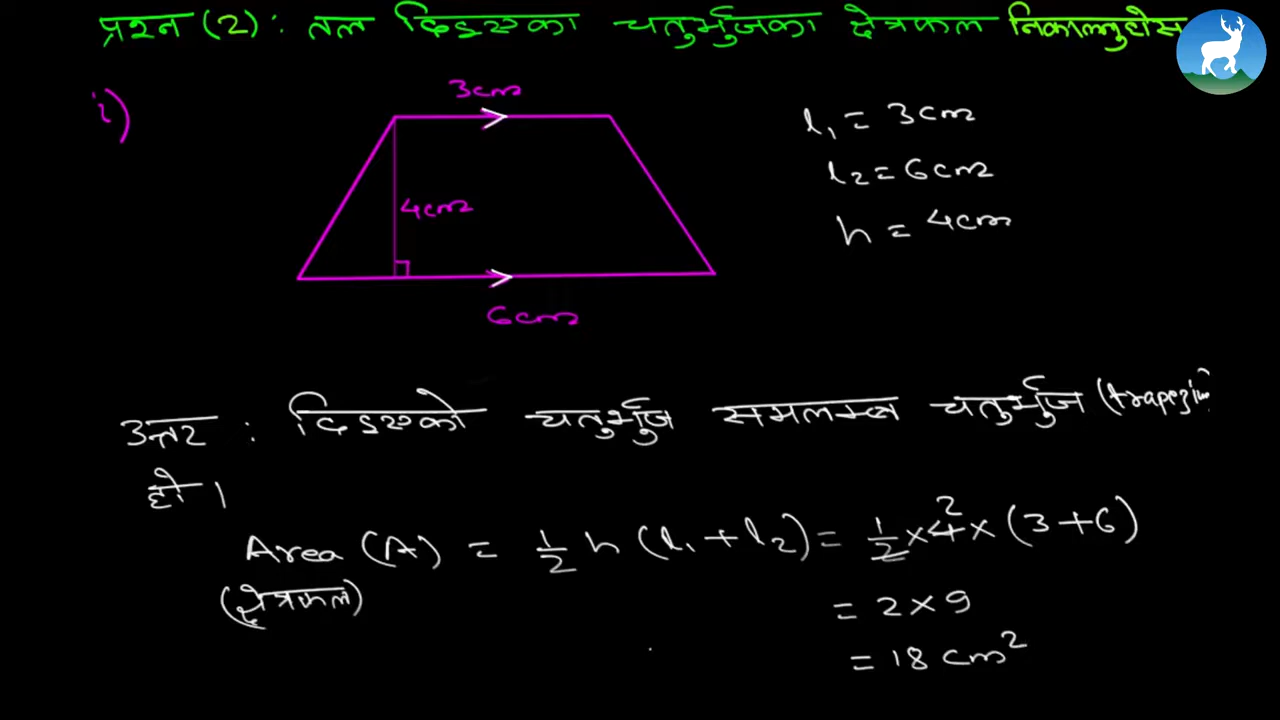 प्रश्न (2): तल दिइएका चतुर्भुजका क्षेत्रफल निकाल्नुहोस
i)
3cm
l₁ = 3cm
l₂ = 6cm
4cm
h = 4cm
6cm
उत्तर : दिइएको चतुर्भुज समलम्ब चतुर्भुज (trapezium
हो ।
Area (A) = 1/2 h (l₁ + l₂) = 1/2 × 4 2 × (3 + 6)
(क्षेत्रफल)
= 2 × 9
= 18 cm²